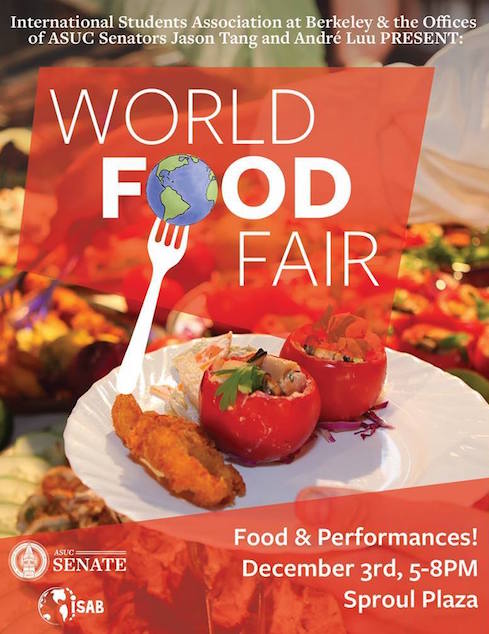 International Students Association at Berkeley & the Offices
of ASUC Senators Jason Tang and André Luu PRESENT:
WORLD
FOOD
FAIR
Food & Performances!
December 3rd, 5-8PM
Sproul Plaza
ASUC
SENATE
iSAB